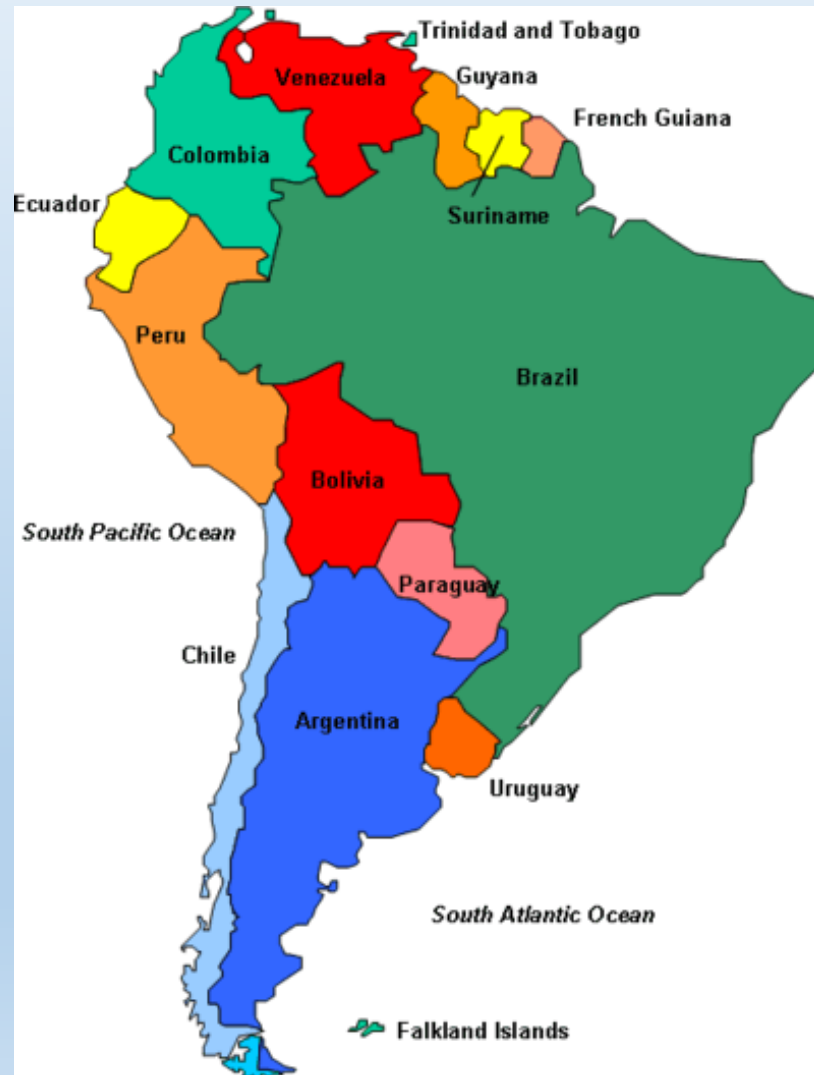 Trinidad and Tobago
Venezuela
Guyana
French Guiana
Colombia
Ecuador
Suriname
Peru
Brazil
Bolivia
South Pacific Ocean
Paraguay
Chile
Argentina
Uruguay
South Atlantic Ocean
Falkland Islands